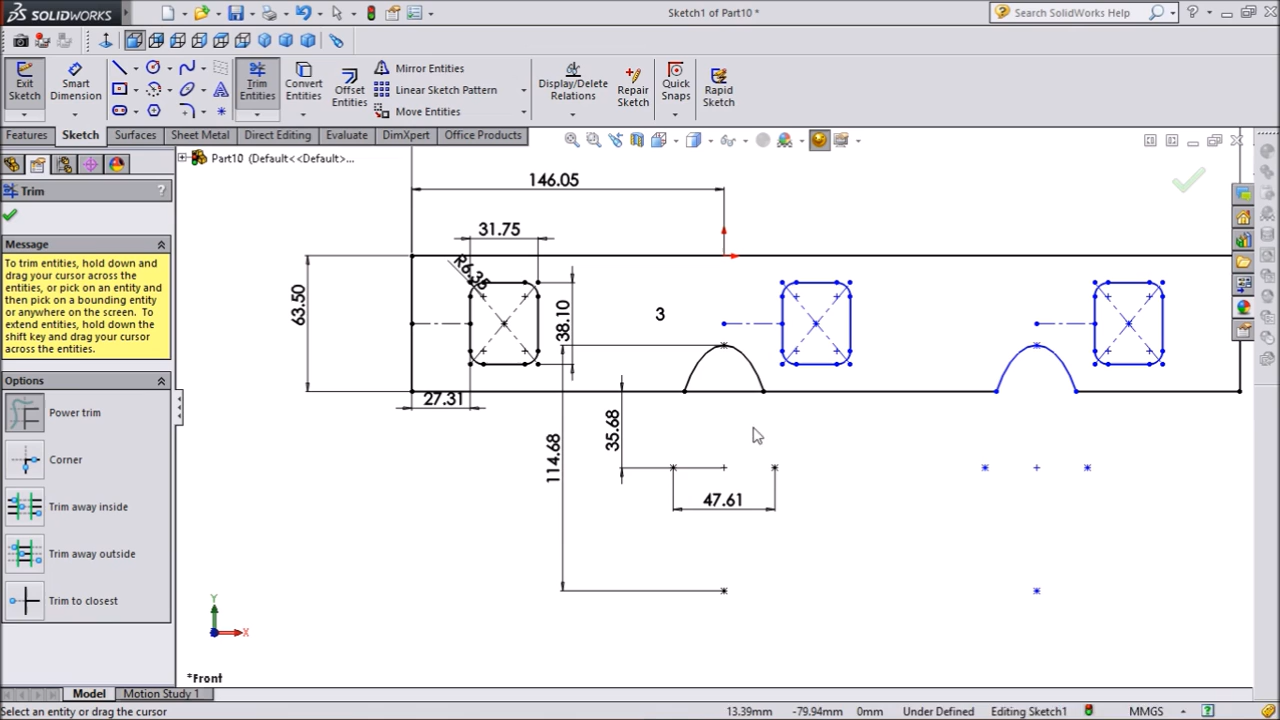 SOLIDWORKS
Sketch1 of Part10 *
Search SolidWorks Help
Exit Sketch
Smart Dimension
Trim Entities
Convert Entities
Offset Entities
Mirror Entities
Linear Sketch Pattern
Move Entities
Display/Delete Relations
Repair Sketch
Quick Snaps
Rapid Sketch
Features
Sketch
Surfaces
Sheet Metal
Direct Editing
Evaluate
DimXpert
Office Products
Part10 (Default<<Default>...
Trim
?
Message
To trim entities, hold down and
drag your cursor across the
entities, or pick on an entity and
then pick on a bounding entity
or anywhere on the screen. To
extend entities, hold down the
shift key and drag your cursor
across the entities.
Options
Power trim
Corner
Trim away inside
Trim away outside
Trim to closest
146.05
31.75
R6.35
63.50
38.10
3
27.31
35.68
114.68
47.61
Y
X
*Front
Model
Motion Study 1
Select an entity or drag the cursor
13.39mm
-79.94mm
0mm
Under Defined
Editing Sketch1
MMGS
?